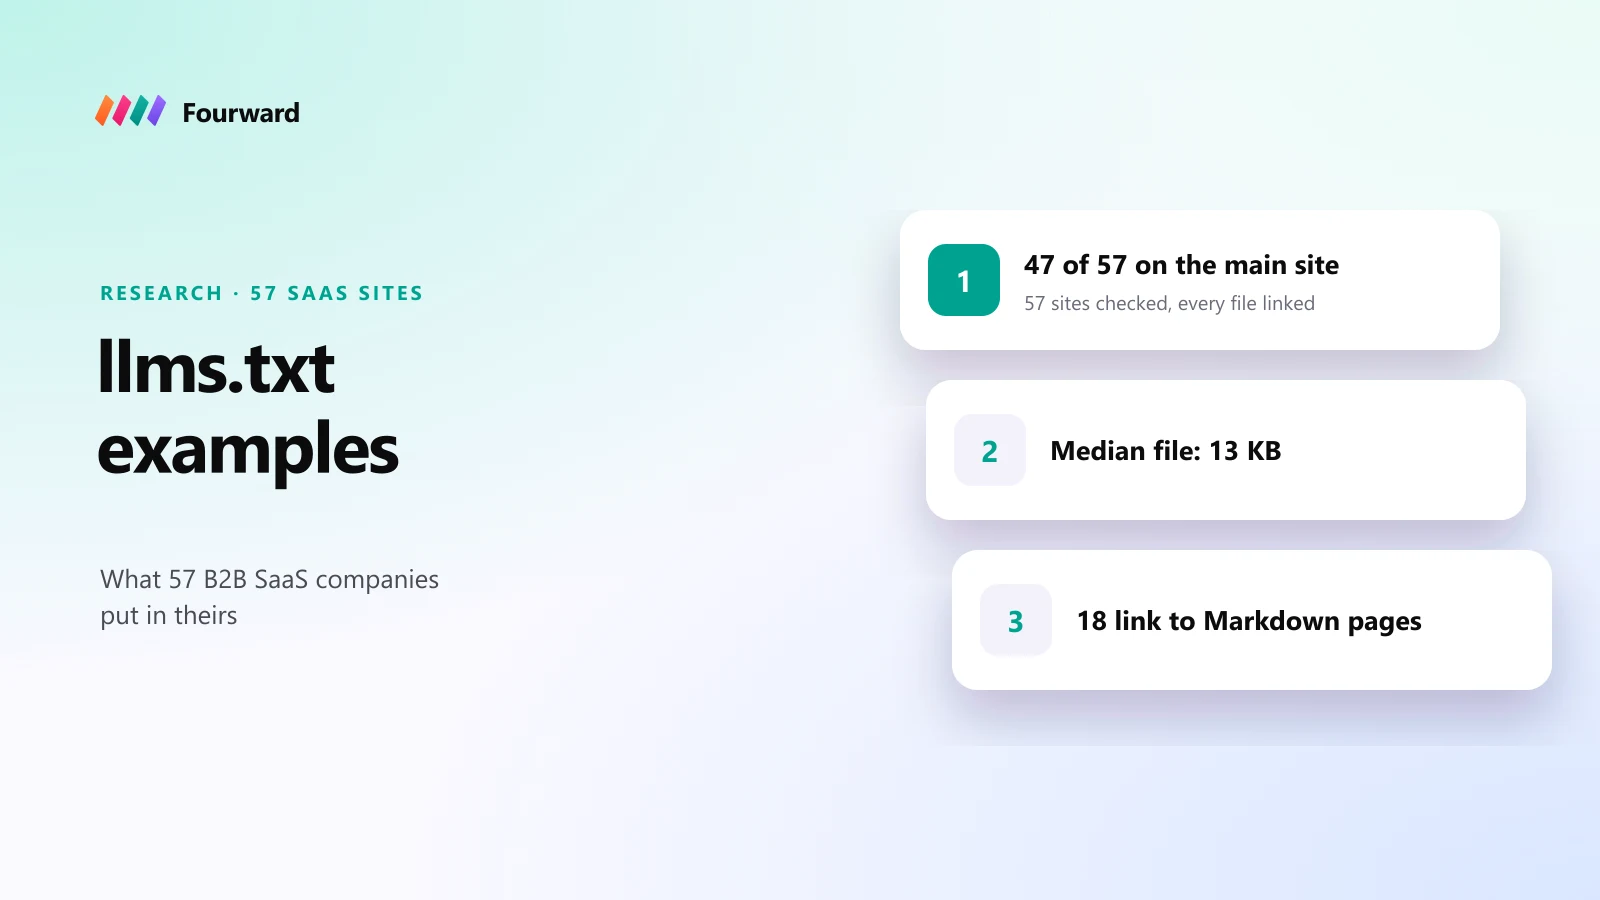 Fourward
RESEARCH · 57 SAAS SITES
llms.txt
examples
What 57 B2B SaaS companies
put in theirs
1
47 of 57 on the main site
57 sites checked, every file linked
2
Median file: 13 KB
3
18 link to Markdown pages